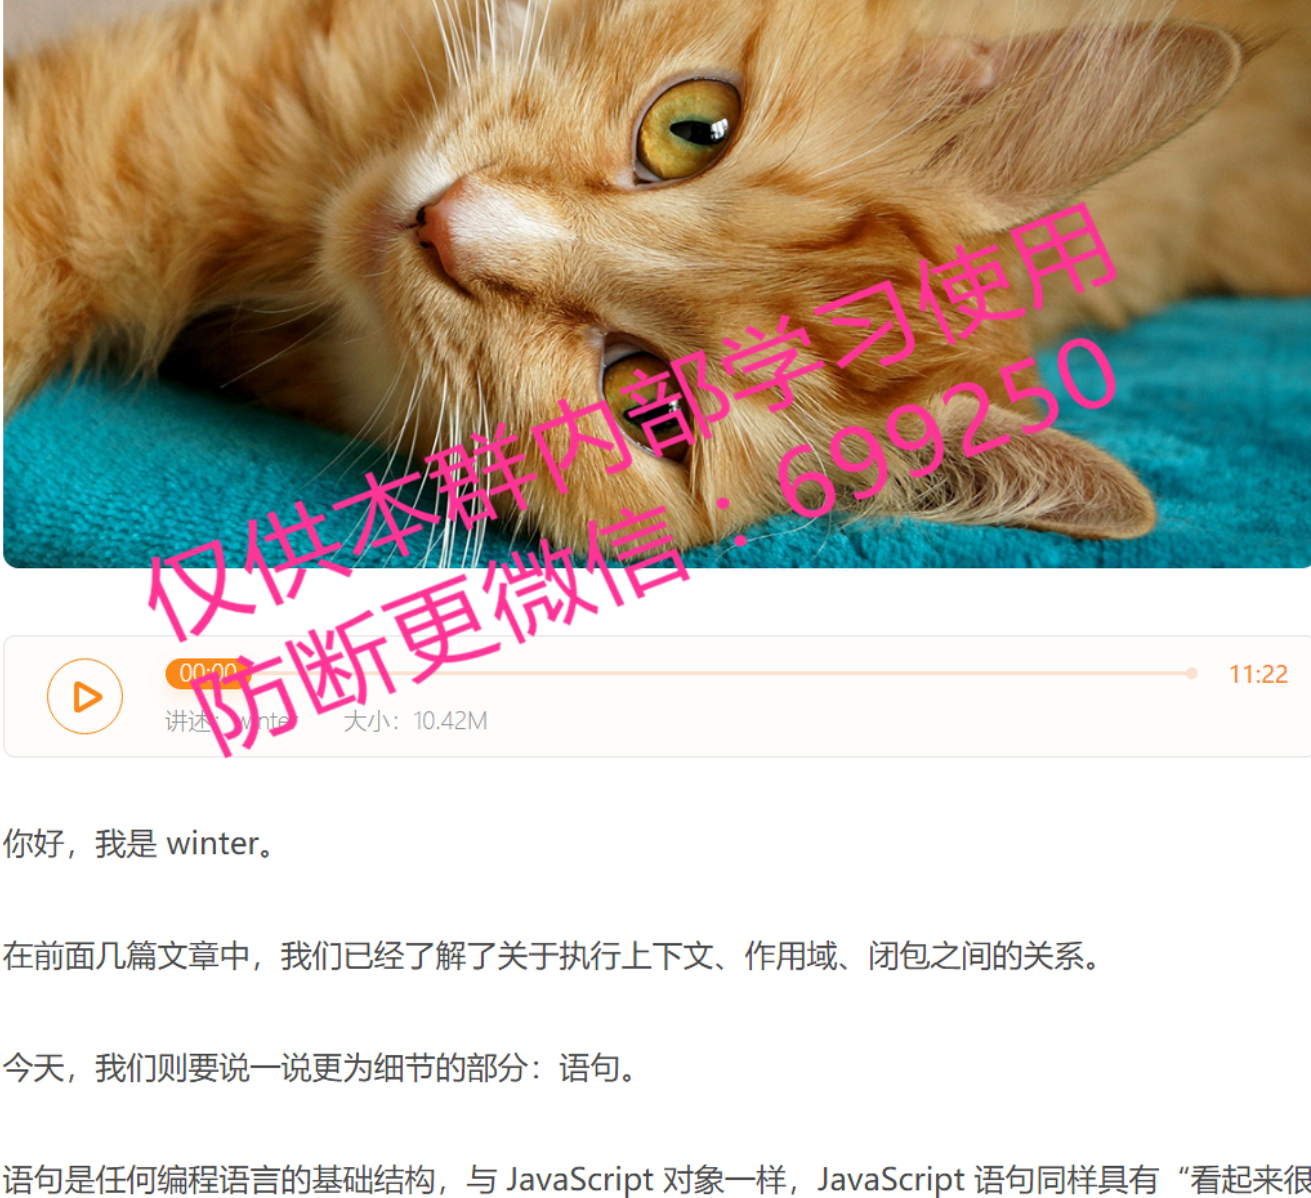 仅供本群内部学习使用
防断更微信：699250
00:00
11:22
讲述：winter 大小：10.42M
你好，我是 winter。
在前面几篇文章中，我们已经了解了关于执行上下文、作用域、闭包之间的关系。
今天，我们则要说一说更为细节的部分：语句。
语句是任何编程语言的基础结构，与 JavaScript 对象一样，JavaScript 语句同样具有“看起来很